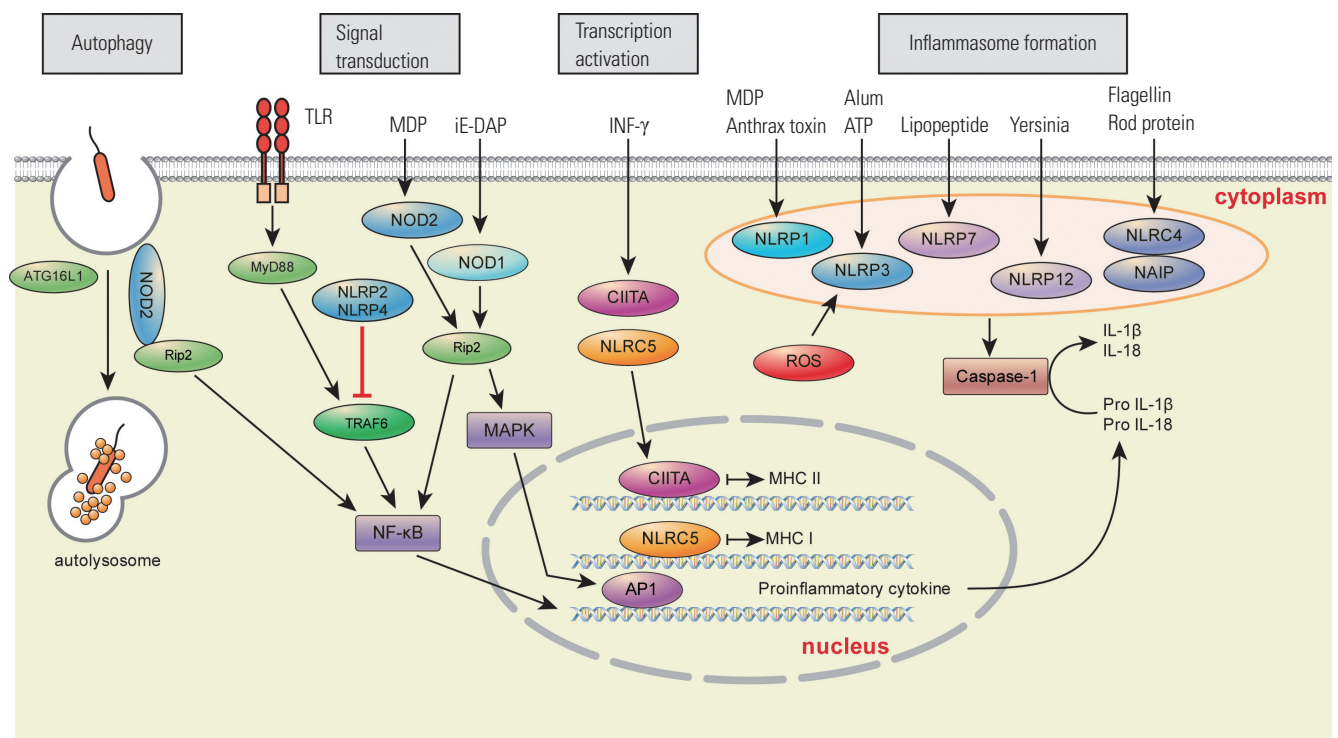 Autophagy
Signal
transduction
Transcription
activation
Inflammasome formation
TLR
MDP
iE-DAP
INF-γ
MDP
Anthrax toxin
Alum
ATP
Lipopeptide
Yersinia
Flagellin
Rod protein
cytoplasm
ATG16L1
NOD2
Rip2
autolysosome
MyD88
NLRP2
NLRP4
TRAF6
NOD2
NOD1
Rip2
MAPK
NF-κB
CIITA
NLRC5
NLRP1
NLRP3
NLRP7
NLRP12
NLRC4
NAIP
ROS
Caspase-1
IL-1β
IL-18
Pro IL-1β
Pro IL-18
CIITA
MHC II
NLRC5
MHC I
AP1
Proinflammatory cytokine
nucleus